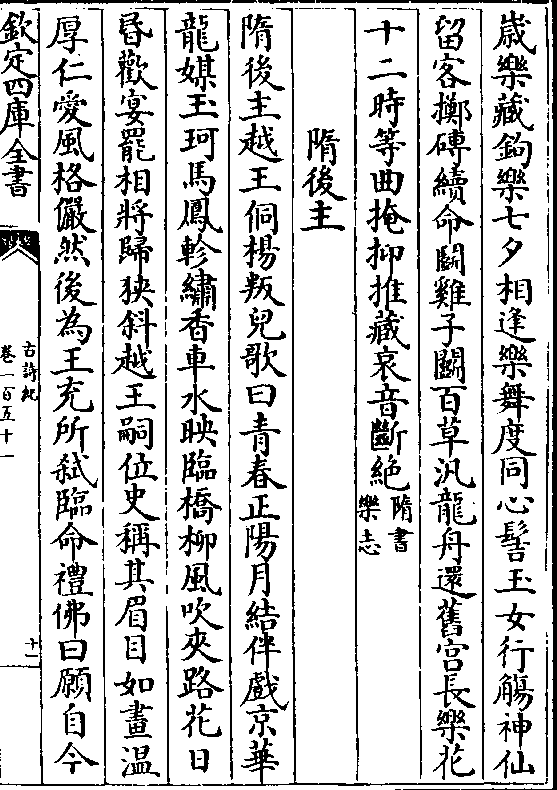 歲樂藏鉤樂七夕相逢樂舞度同心髻玉女行觴神仙
留客擲磚續命鬭雞子鬭百草汎龍舟還舊宮長樂花
十二時等曲掩抑推藏哀音斷絶隋書樂志
隋後主
隋後主越王侗楊叛兒歌曰青春正陽月結伴戲京華
龍媒玉珂馬鳳軫繡香車水映臨橋柳風吹夾路花日
昏歡宴罷相將歸狹斜越王嗣位史稱其眉目如畫温
厚仁愛風格儼然後為王充所弑臨命禮佛曰願自今
欽定四庫全書
古詩紀
卷一百五十一
十一